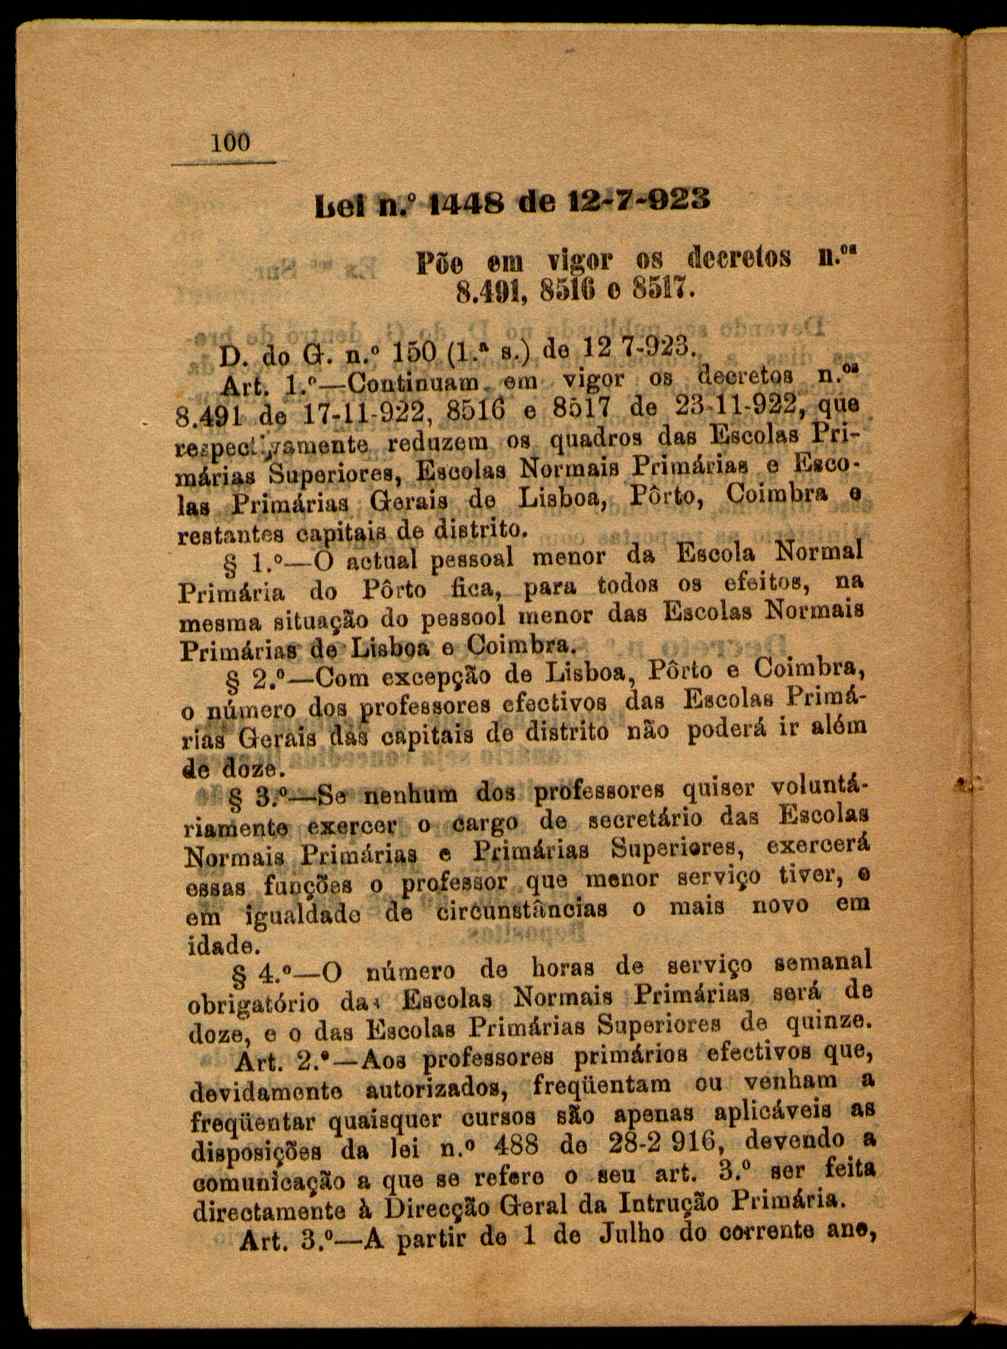 100
Lei n.º 1448 de 12-7-923
Põe em vigor os decretos n.ºˢ
8.491, 8516 e 8517.
D. do G. n.º 150 (1.ª s.) de 12 7-923.
Art. 1.º—Continuam em vigor os decretos n.ºˢ
8.491 de 17-11-922, 8516 e 8517 de 23-11-922, que
respectivamente reduzem os quadros das Escolas Pri-
márias Superiores, Escolas Normais Primárias e Esco-
las Primárias Gerais de Lisboa, Pôrto, Coimbra e
restantes capitais de distrito.
§ 1.º—O actual pessoal menor da Escola Normal
Primária do Pôrto fica, para todos os efeitos, na
mesma situação do pessool menor das Escolas Normais
Primárias de Lisboa e Coimbra.
§ 2.º—Com excepção de Lisboa, Pôrto e Coimbra,
o número dos professores efectivos das Escolas Primá-
rias Gerais das capitais de distrito não poderá ir além
de doze.
§ 3.º—Se nenhum dos professores quiser voluntá-
riamente exercer o cargo de secretário das Escolas
Normais Primárias e Primárias Superiores, exercerá
essas funções o professor que menor serviço tiver, e
em igualdade de circunstâncias o mais novo em
idade.
§ 4.º—O número de horas de serviço semanal
obrigatório das Escolas Normais Primárias será de
doze, e o das Escolas Primárias Superiores de quinze.
Art. 2.º—Aos professores primários efectivos que,
devidamente autorizados, freqüentam ou venham a
freqüentar quaisquer cursos são apenas aplicáveis as
disposições da lei n.º 488 de 28-2 916, devendo a
comunicação a que se refere o seu art. 3.º ser feita
directamente à Direcção Geral da Intrução Primária.
Art. 3.º—A partir de 1 de Julho do corrente ano,